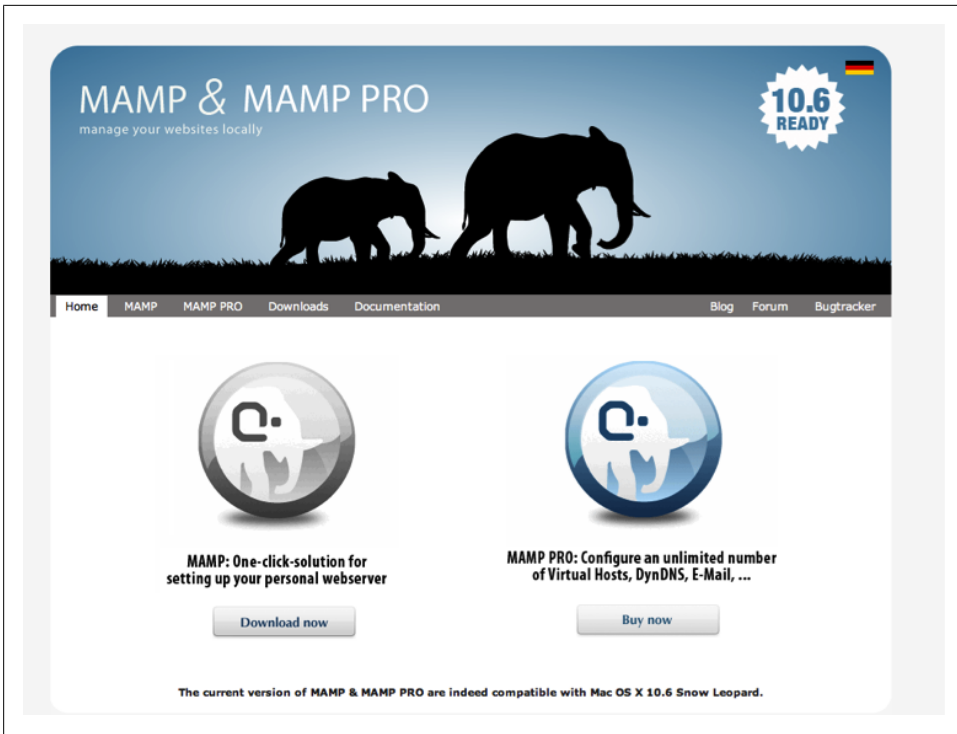 MAMP & MAMP PRO
manage your websites locally
10.6
READY
Home MAMP MAMP PRO Downloads Documentation Blog Forum Bugtracker
MAMP: One-click-solution for
setting up your personal webserver
Download now
MAMP PRO: Configure an unlimited number
of Virtual Hosts, DynDNS, E-Mail, ...
Buy now
The current version of MAMP & MAMP PRO are indeed compatible with Mac OS X 10.6 Snow Leopard.